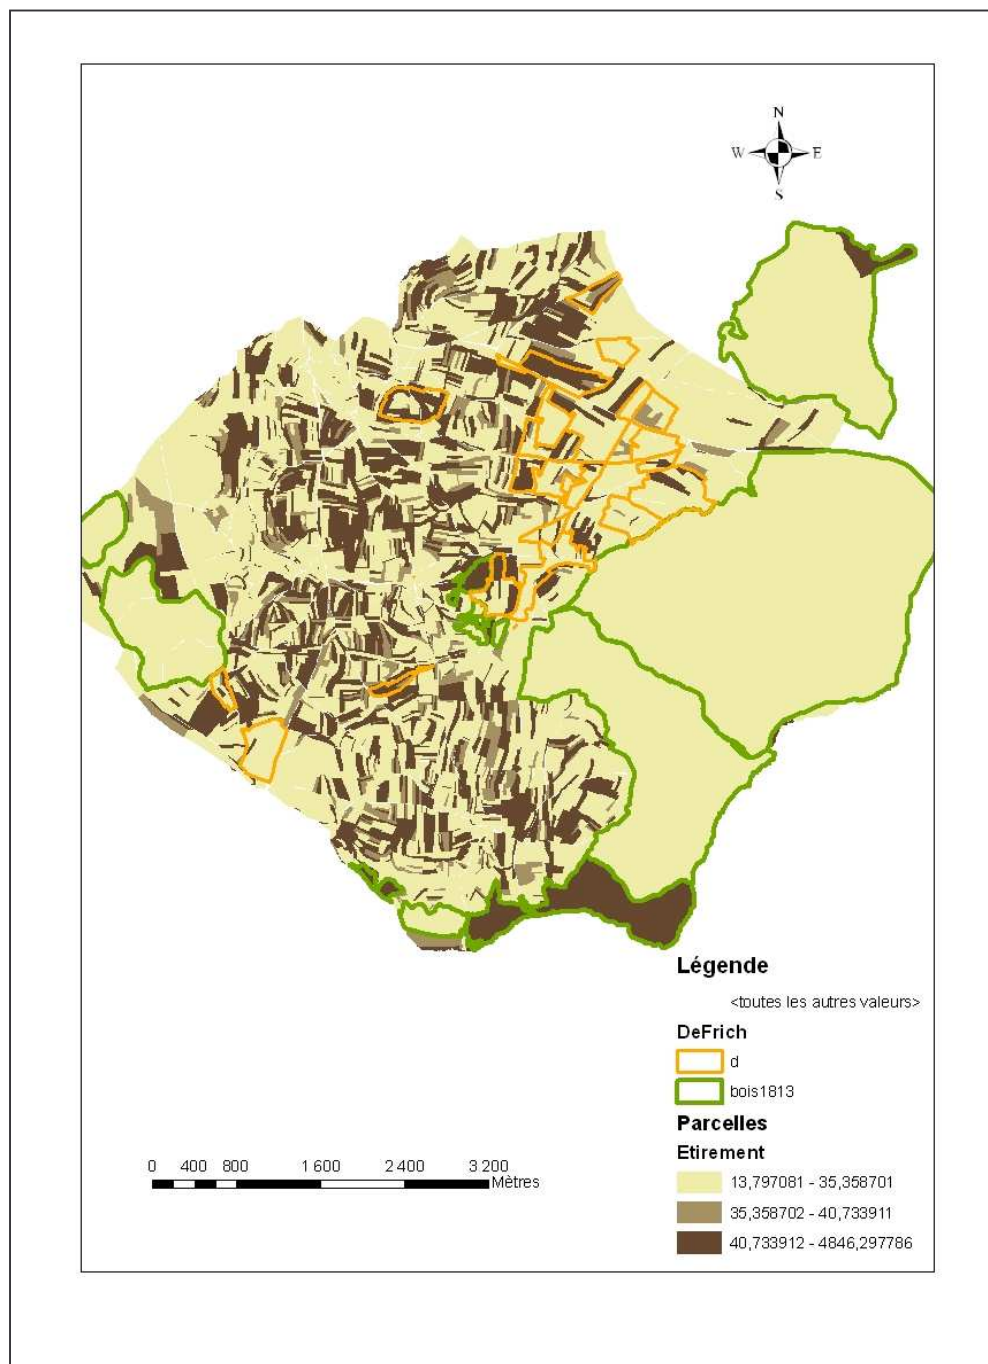 N
W E
S
Légende
<toutes les autres valeurs>
DeFrich
d
bois1813
Parcelles
Etirement
0 400 800 1 600 2 400 3 200
Mètres
13,797081 - 35,358701
35,358702 - 40,733911
40,733912 - 4846,297786